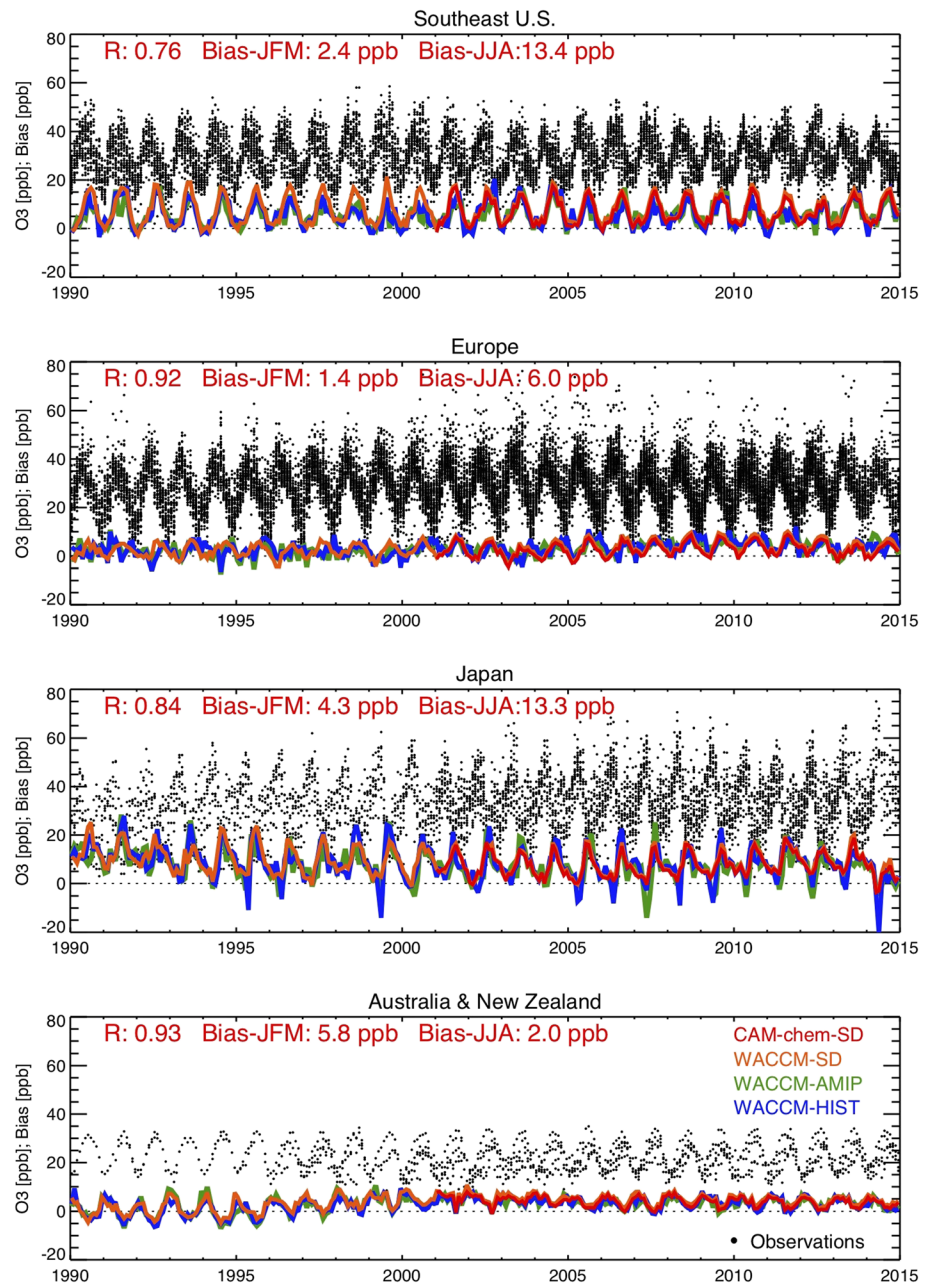 Southeast U.S.
R: 0.76 Bias-JFM: 2.4 ppb Bias-JJA:13.4 ppb
O3 [ppb]; Bias [ppb]
80
60
40
20
0
-20
1990 1995 2000 2005 2010 2015
Europe
R: 0.92 Bias-JFM: 1.4 ppb Bias-JJA: 6.0 ppb
O3 [ppb]; Bias [ppb]
80
60
40
20
0
-20
1990 1995 2000 2005 2010 2015
Japan
R: 0.84 Bias-JFM: 4.3 ppb Bias-JJA:13.3 ppb
O3 [ppb]; Bias [ppb]
80
60
40
20
0
-20
1990 1995 2000 2005 2010 2015
Australia & New Zealand
R: 0.93 Bias-JFM: 5.8 ppb Bias-JJA: 2.0 ppb
O3 [ppb]; Bias [ppb]
80
60
40
20
0
-20
CAM-chem-SD
WACCM-SD
WACCM-AMIP
WACCM-HIST
Observations
1990 1995 2000 2005 2010 2015